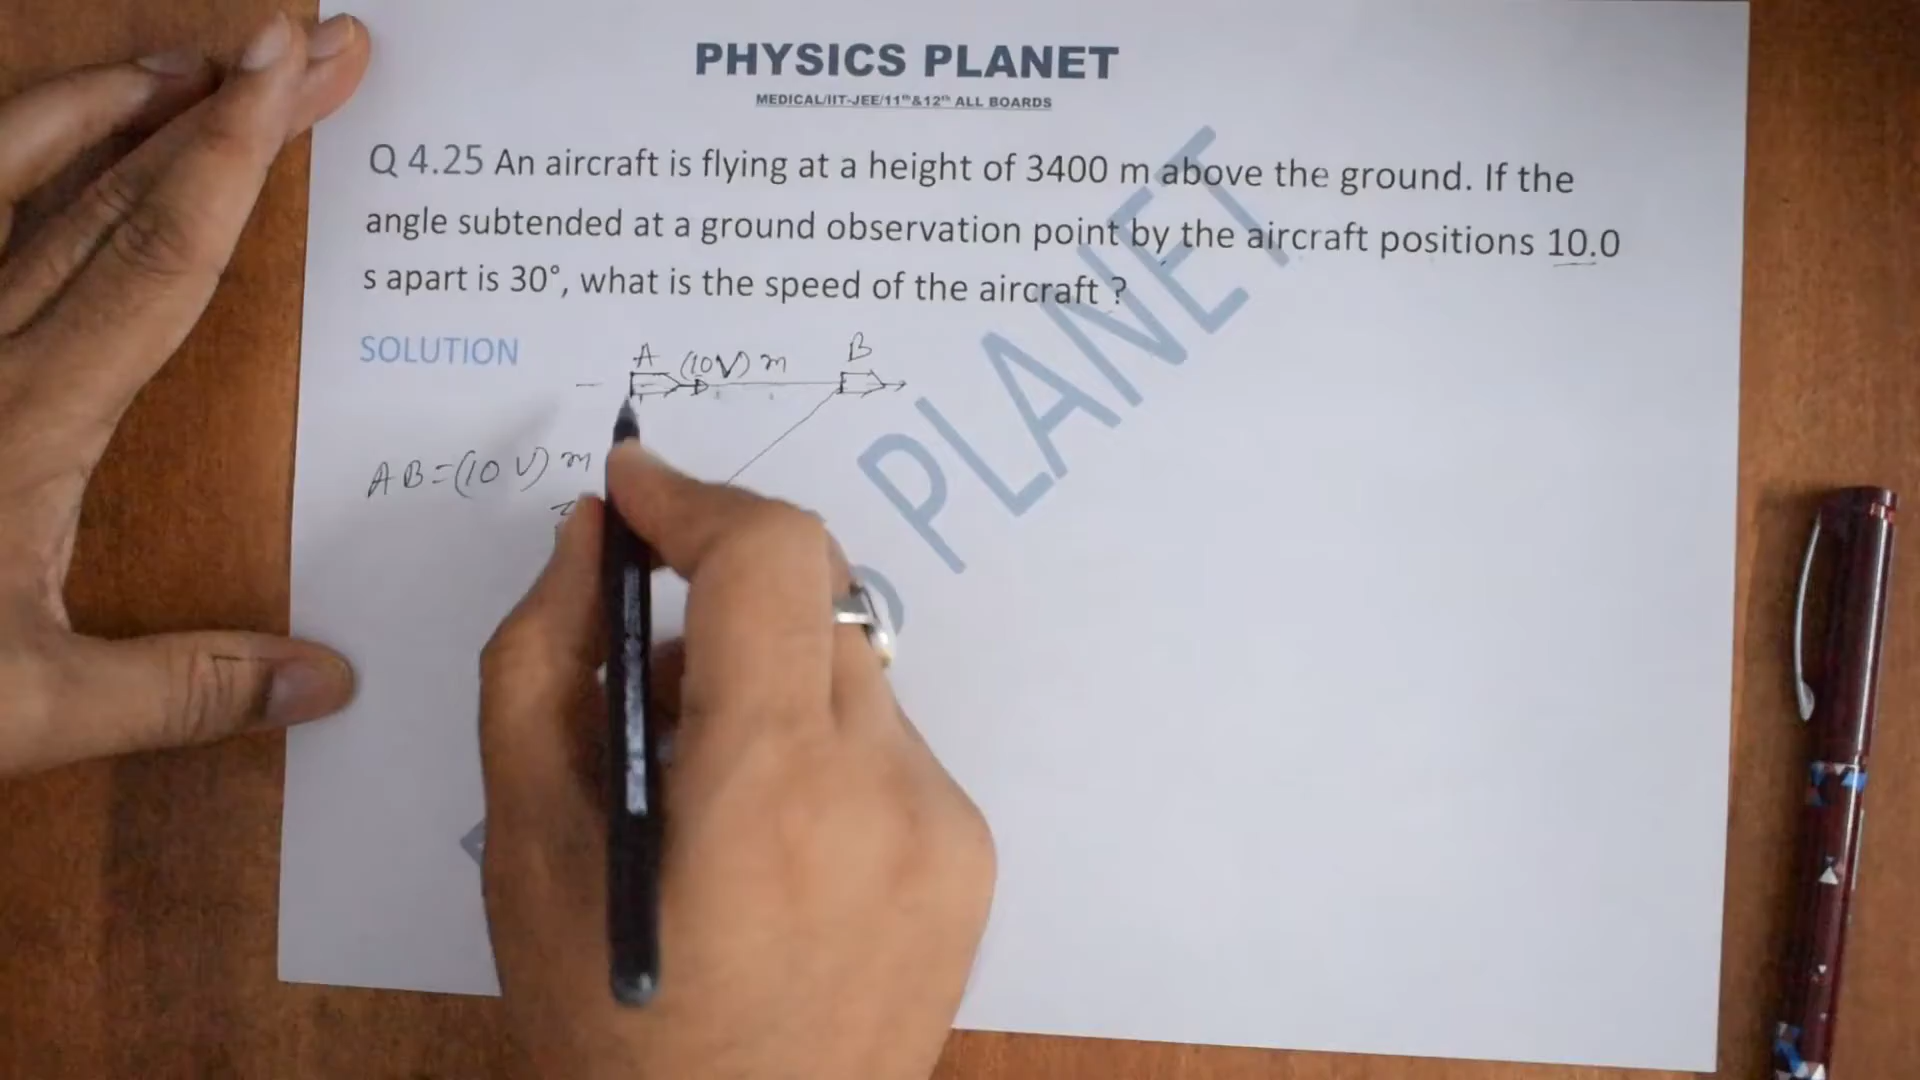 PHYSICS PLANET
MEDICAL/IIT-JEE/11th&12th ALL BOARDS
Q 4.25 An aircraft is flying at a height of 3400 m above the ground. If the
angle subtended at a ground observation point by the aircraft positions 10.0
s apart is 30°, what is the speed of the aircraft ?
SOLUTION
A (10V) m B
AB=(10 V) m
PLANET